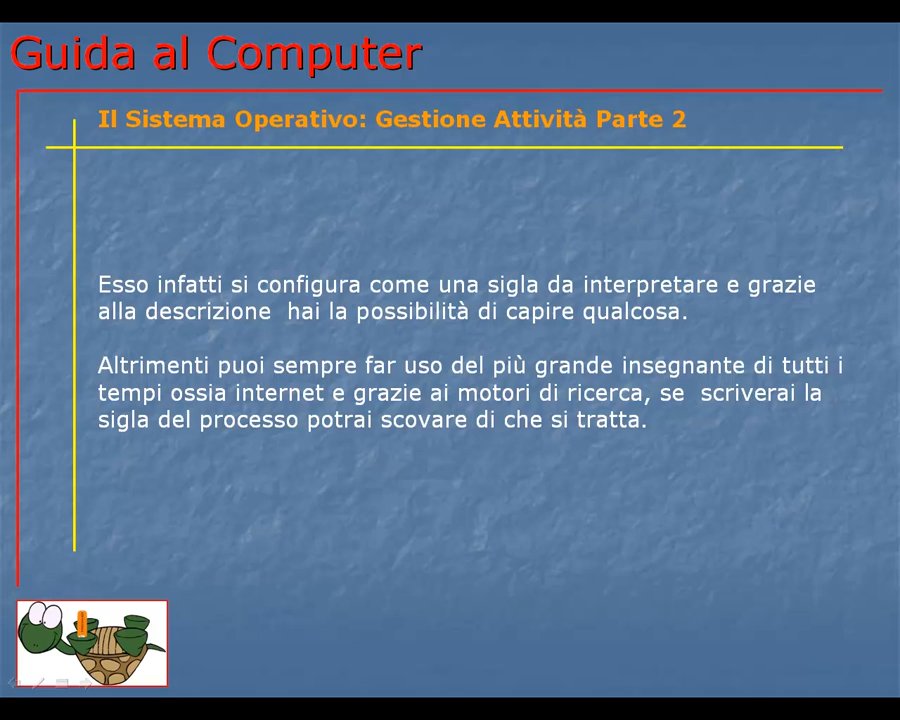 Guida al Computer
Il Sistema Operativo: Gestione Attività Parte 2
Esso infatti si configura come una sigla da interpretare e grazie
alla descrizione  hai la possibilità di capire qualcosa.
Altrimenti puoi sempre far uso del più grande insegnante di tutti i
tempi ossia internet e grazie ai motori di ricerca, se  scriverai la
sigla del processo potrai scovare di che si tratta.